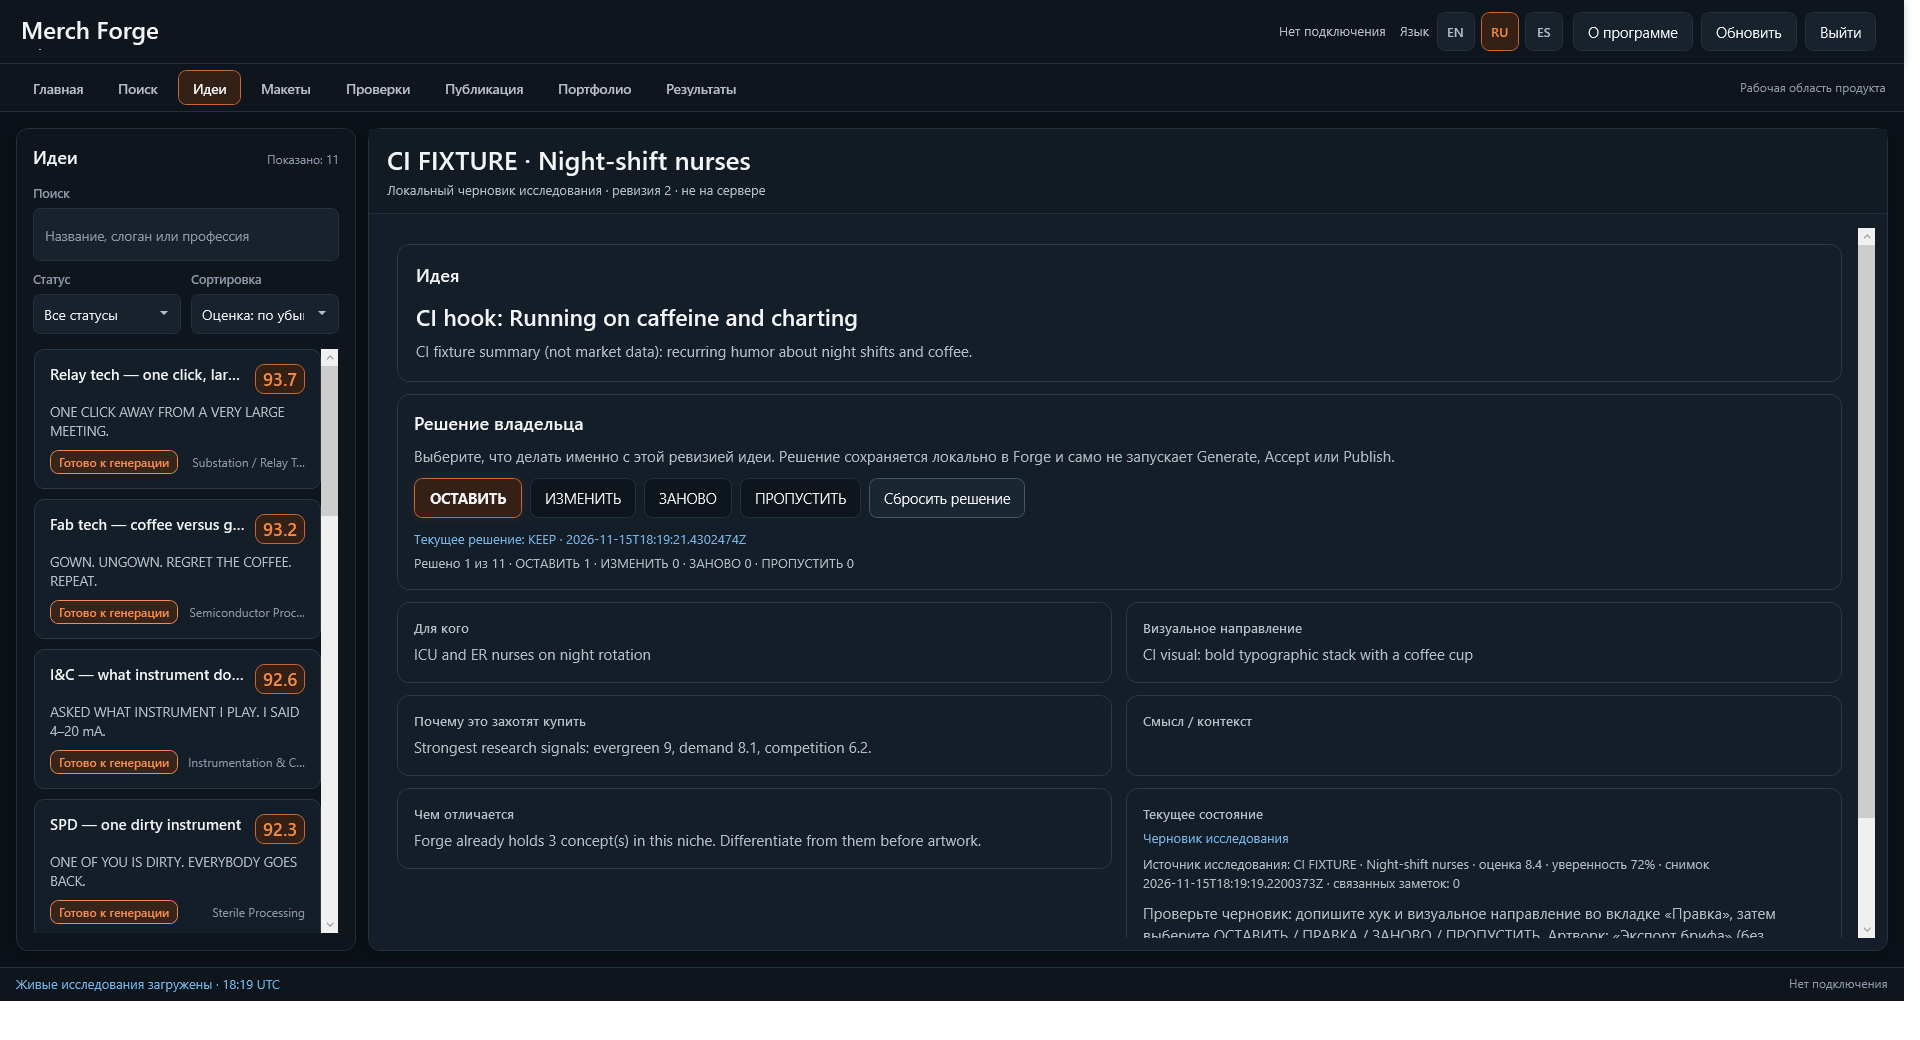 Merch Forge
Нет подключения
Язык
EN
RU
ES
О программе
Обновить
Выйти
Главная
Поиск
Идеи
Макеты
Проверки
Публикация
Портфолио
Результаты
Рабочая область продукта
Идеи
Показано: 11
Поиск
Название, слоган или профессия
Статус
Сортировка
Все статусы
Оценка: по убы
Relay tech — one click, lar...
93.7
ONE CLICK AWAY FROM A VERY LARGE
MEETING.
Готово к генерации
Substation / Relay T...
Fab tech — coffee versus g...
93.2
GOWN. UNGOWN. REGRET THE COFFEE.
REPEAT.
Готово к генерации
Semiconductor Proc...
I&C — what instrument do...
92.6
ASKED WHAT INSTRUMENT I PLAY. I SAID
4–20 mA.
Готово к генерации
Instrumentation & C...
SPD — one dirty instrument
92.3
ONE OF YOU IS DIRTY. EVERYBODY GOES
BACK.
Готово к генерации
Sterile Processing
CI FIXTURE · Night-shift nurses
Локальный черновик исследования · ревизия 2 · не на сервере
Идея
CI hook: Running on caffeine and charting
CI fixture summary (not market data): recurring humor about night shifts and coffee.
Решение владельца
Выберите, что делать именно с этой ревизией идеи. Решение сохраняется локально в Forge и само не запускает Generate, Accept или Publish.
ОСТАВИТЬ
ИЗМЕНИТЬ
ЗАНОВО
ПРОПУСТИТЬ
Сбросить решение
Текущее решение: KEEP · 2026-11-15T18:19:21.4302474Z
Решено 1 из 11 · ОСТАВИТЬ 1 · ИЗМЕНИТЬ 0 · ЗАНОВО 0 · ПРОПУСТИТЬ 0
Для кого
ICU and ER nurses on night rotation
Визуальное направление
CI visual: bold typographic stack with a coffee cup
Почему это захотят купить
Strongest research signals: evergreen 9, demand 8.1, competition 6.2.
Смысл / контекст
Чем отличается
Forge already holds 3 concept(s) in this niche. Differentiate from them before artwork.
Текущее состояние
Черновик исследования
Источник исследования: CI FIXTURE · Night-shift nurses · оценка 8.4 · уверенность 72% · снимок
2026-11-15T18:19:19.2200373Z · связанных заметок: 0
Проверьте черновик: допишите хук и визуальное направление во вкладке «Правка», затем
выберите ОСТАВИТЬ / ПРАВКА / ЗАНОВО / ПРОПУСТИТЬ. Артворк: «Экспорт брифа» (без
Живые исследования загружены · 18:19 UTC
Нет подключения